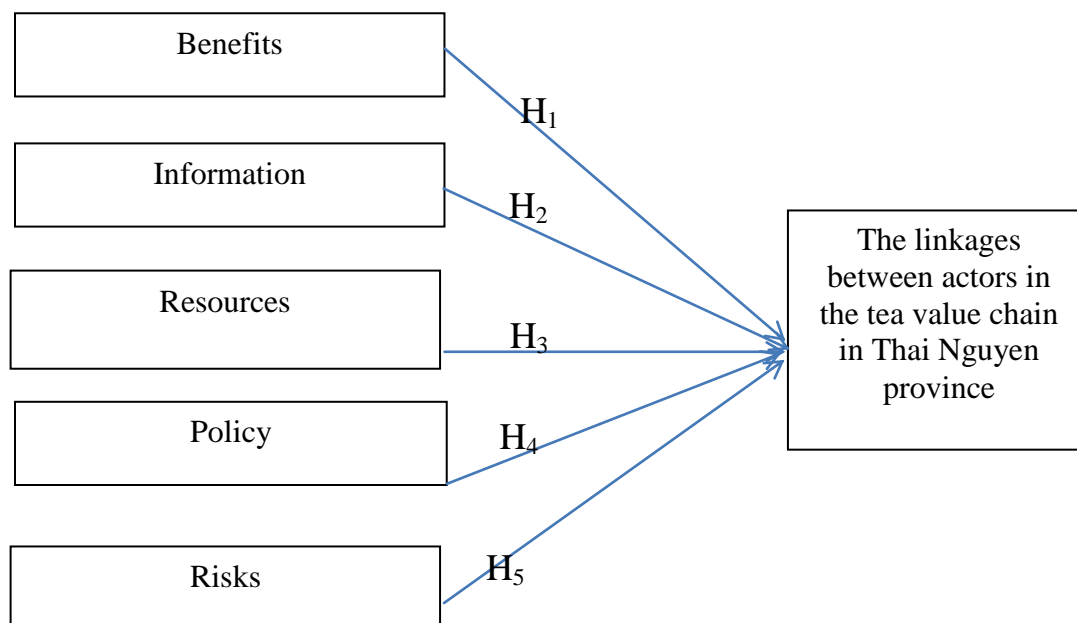 Benefits
H₁
Information
H₂
The linkages
between actors in
the tea value chain
in Thai Nguyen
province
Resources
H₃
Policy
H₄
Risks
H₅